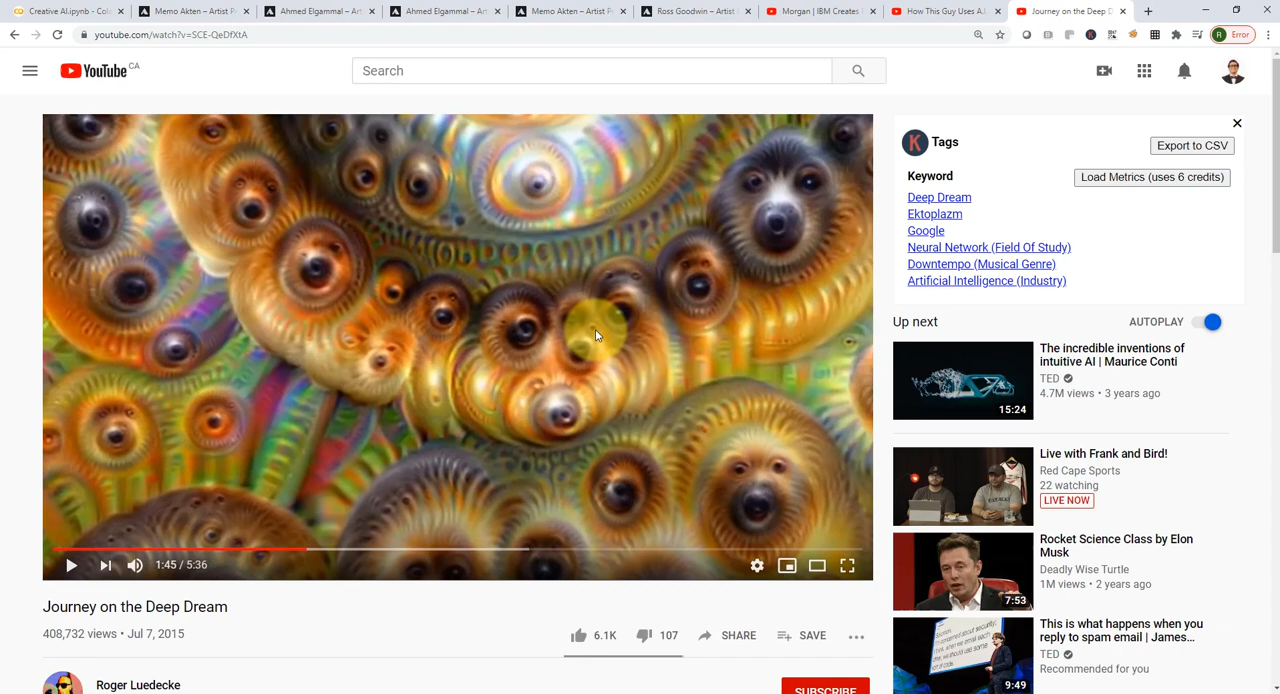 Creative AI.ipynb - Col
Memo Akten – Artist P
Ahmed Elgammal – Art
Ahmed Elgammal – Art
Memo Akten – Artist P
Ross Goodwin – Artist
Morgan | IBM Creates
How This Guy Uses A.I
Journey on the Deep D
youtube.com/watch?v=SCE-QeDfXtA
Error
YouTube CA
Search
K Tags
Export to CSV
Keyword
Load Metrics (uses 6 credits)
Deep Dream
Ektoplazm
Google
Neural Network (Field Of Study)
Downtempo (Musical Genre)
Artificial Intelligence (Industry)
Up next
AUTOPLAY
The incredible inventions of
intuitive AI | Maurice Conti
TED
4.7M views • 3 years ago
15:24
Live with Frank and Bird!
Red Cape Sports
22 watching
LIVE NOW
Rocket Science Class by Elon
Musk
Deadly Wise Turtle
1M views • 2 years ago
7:53
This is what happens when you
reply to spam email | James...
TED
Recommended for you
9:49
1:45 / 5:36
Journey on the Deep Dream
408,732 views • Jul 7, 2015
6.1K
107
SHARE
SAVE
Roger Luedecke
SUBSCRIBE